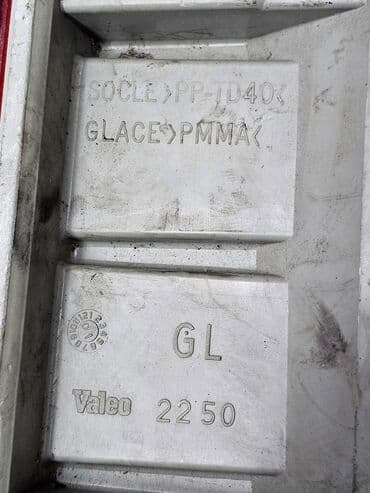 SOCLE >PP-TD40<
GLACE >PMMA<
GL
Valeo 2250